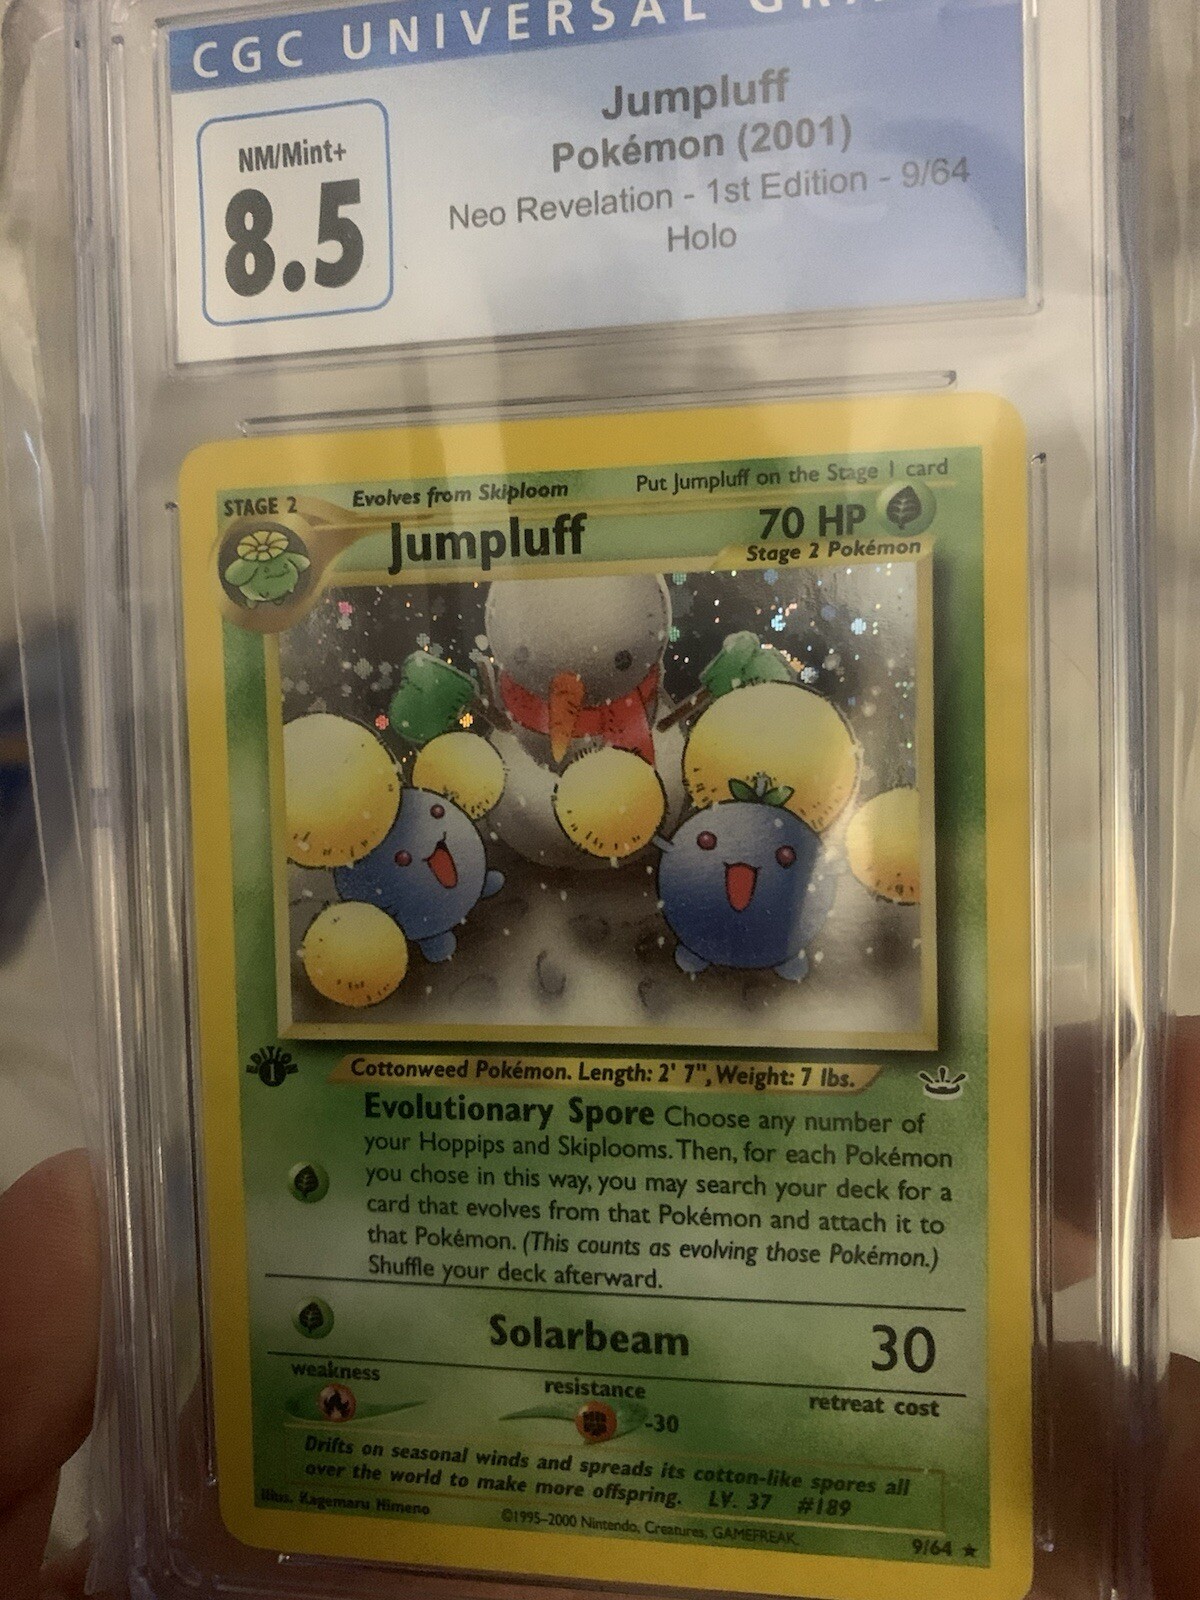 CGC UNIVERSAL
Jumpluff
NM/Mint+
Pokémon (2001)
8.5
Neo Revelation - 1st Edition - 9/64
Holo
STAGE 2
Evolves from Skiploom
Put Jumpluff on the Stage 1 card
Jumpluff
70 HP
Stage 2 Pokémon
EDITION
1
Cottonweed Pokémon. Length: 2' 7", Weight: 7 lbs.
Evolutionary Spore Choose any number of
your Hoppips and Skiplooms. Then, for each Pokémon
you chose in this way, you may search your deck for a
card that evolves from that Pokémon and attach it to
that Pokémon. (This counts as evolving those Pokémon.)
Shuffle your deck afterward.
Solarbeam 30
weakness
resistance
retreat cost
-30
Drifts on seasonal winds and spreads its cotton-like spores all
over the world to make more offspring. LV. 37 #189
Illus. Kagemaru Himeno
©1995–2000 Nintendo, Creatures, GAMEFREAK.
9/64 ★